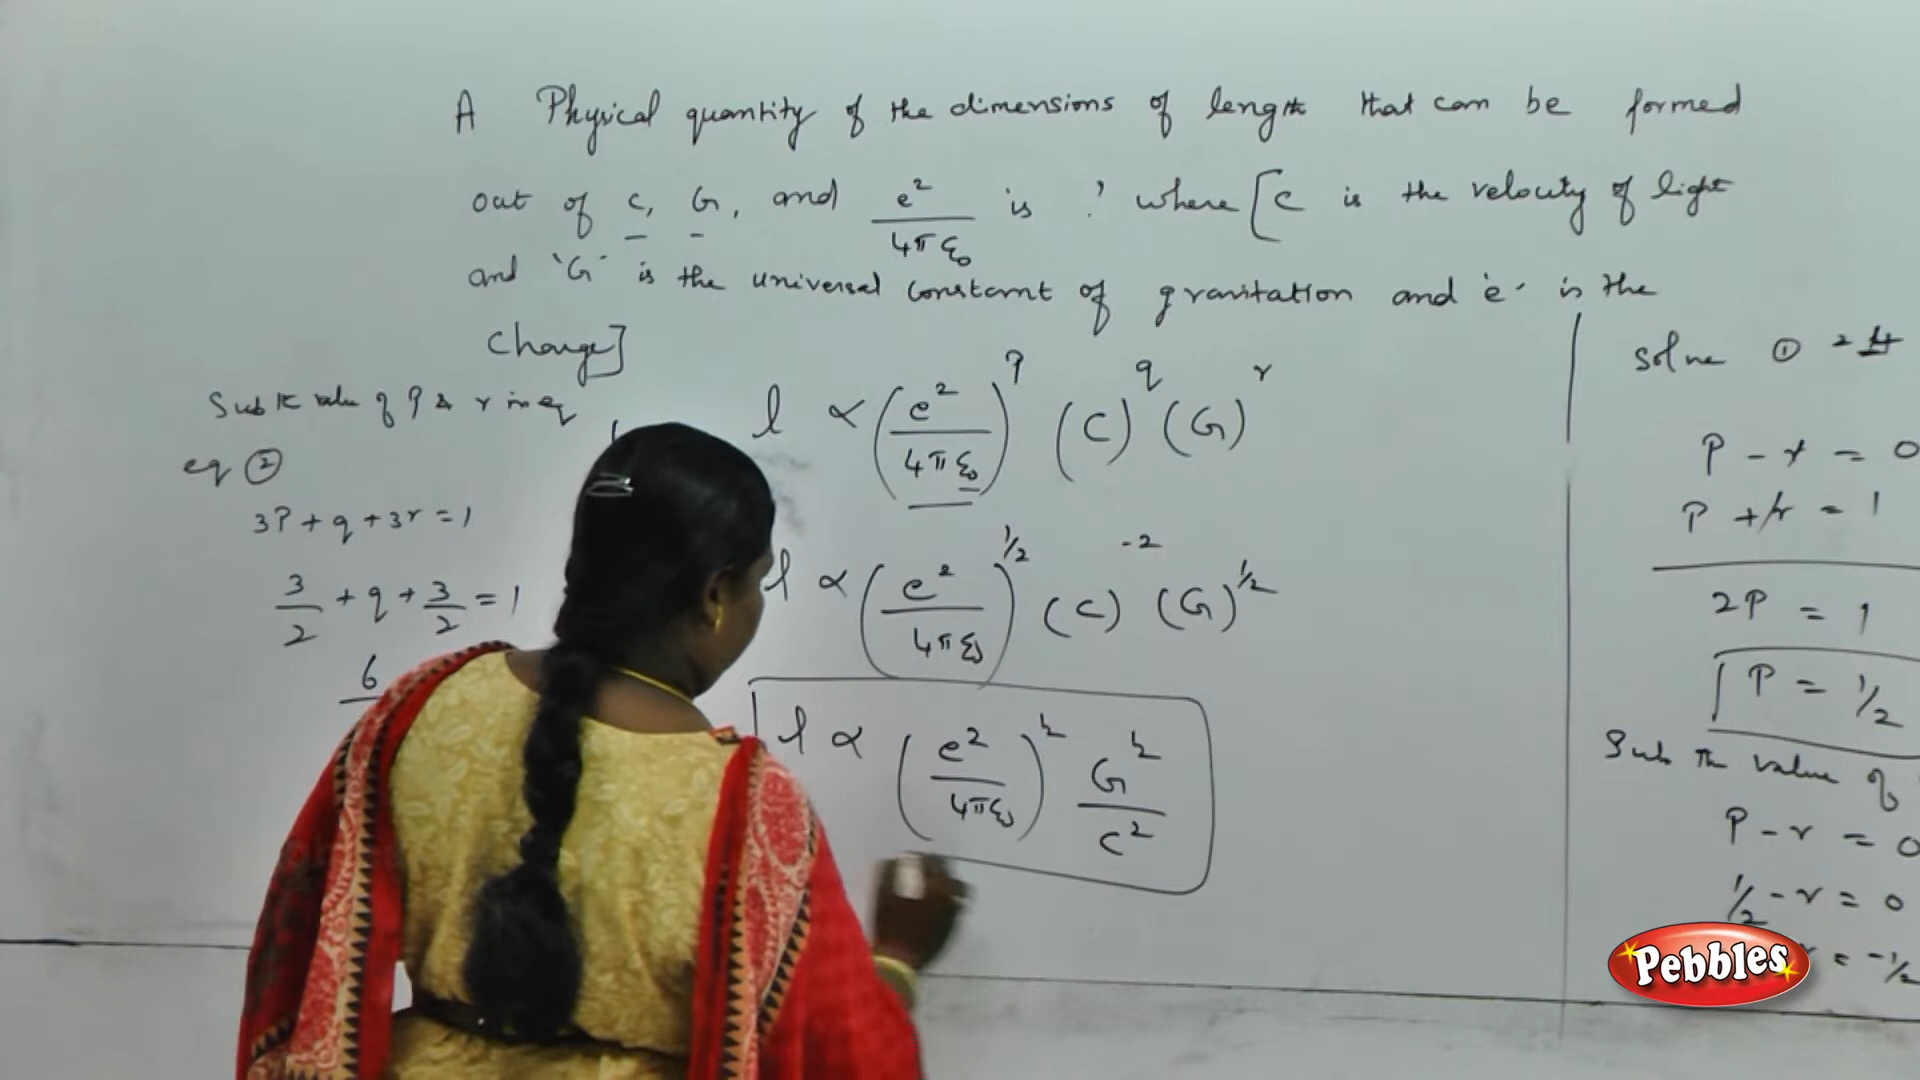 A Physical quantity of the dimensions of length that can be formed
out of c, G, and e²/4πε₀ is ? where [c is the velocity of light
and 'G' is the universal constant of gravitation and 'e' is the
Charge]
Sub the value of P & r in eq
eq ②
3P + q + 3r = 1
3/2 + q + 3/2 = 1
6
l ∝ (e²/4πε₀)^P (C)^q (G)^r
l ∝ (e²/4πε₀)^1/2 (C)^-2 (G)^1/2
l ∝ (e²/4πε₀)^½ G^½/c²
Solve ①
P - r = 0
P + r = 1
2P = 1
P = 1/2
Sub the value of
P - r = 0
1/2 - r = 0
= -1/2
Pebbles